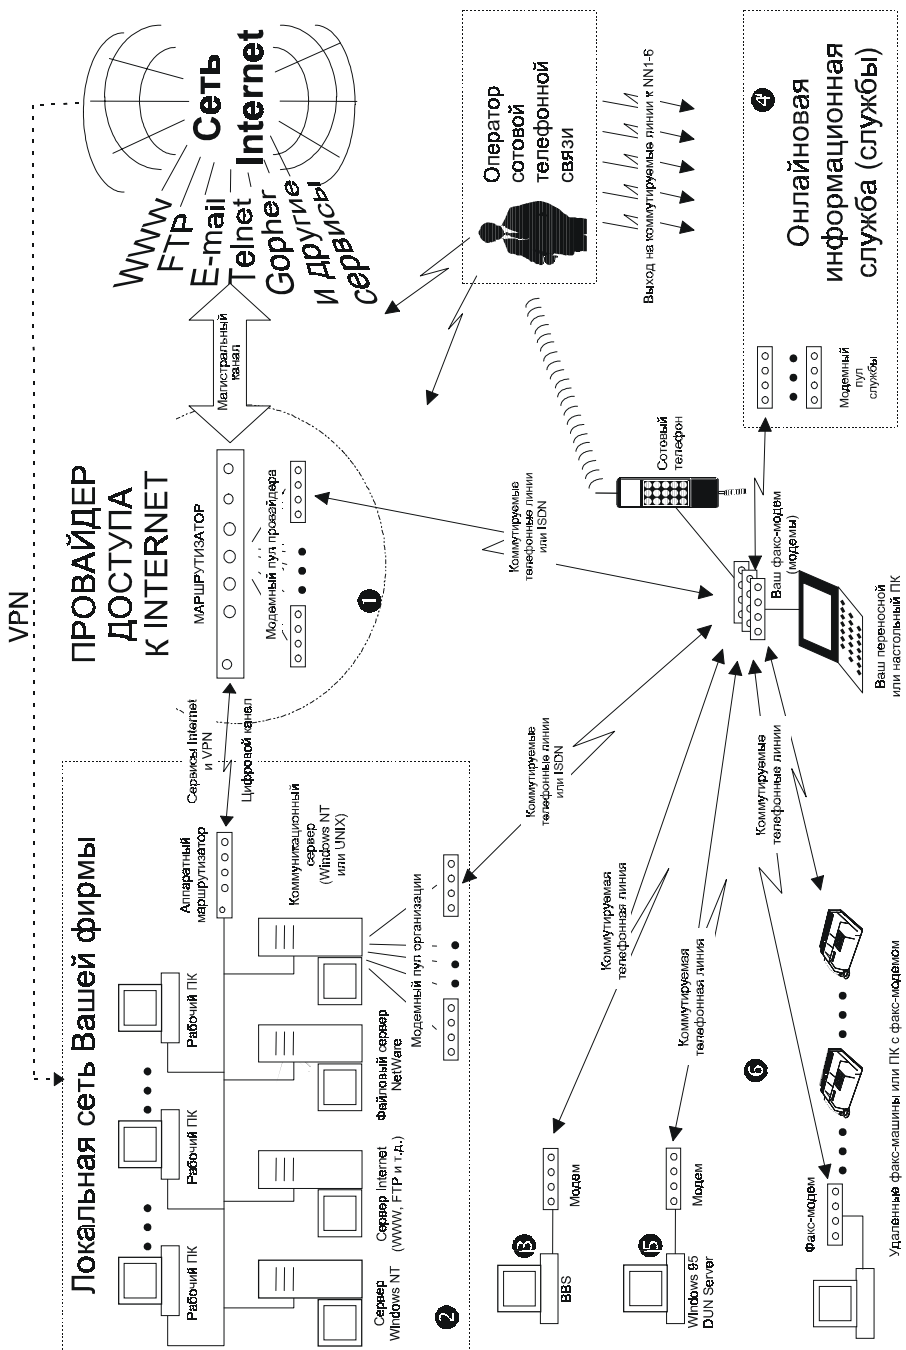 Локальная сеть Вашей фирмы
Рабочий ПК
Рабочий ПК
Рабочий ПК
Сервер
Windows NT
Сервер Internet
(WWW, FTP и т.д.)
Файловый сервер
NetWare
Аппаратный
маршрутизатор
Коммуникационный
сервер
(Windows NT
или UNIX)
Модемный пул организации
2
VPN
Сервисы Internet
и VPN
Цифровой канал
ПРОВАЙДЕР
ДОСТУПА
К INTERNET
МАРШРУТИЗАТОР
Модемный пул провайдера
1
Магистральный
канал
Сеть
Internet
WWW
FTP
E-mail
Telnet
Gopher
и другие
сервисы
Оператор
сотовой
телефонной
связи
Выход на коммутируемые линии к NN1-6
4
Онлайновая
информационная
служба (службы)
Модемный
пул
службы
Сотовый
телефон
Коммутируемые
телефонные линии
или ISDN
Коммутируемые
телефонные линии
или ISDN
Ваш факс-модем
(модемы)
Ваш переносной
или настольный ПК
Коммутируемая
телефонная линия
Коммутируемая
телефонная линия
Коммутируемые
телефонные линии
3
BBS
Модем
5
Windows 95
DUN Server
Модем
6
Факс-модем
Удаленные факс-машины или ПК с факс-модемом